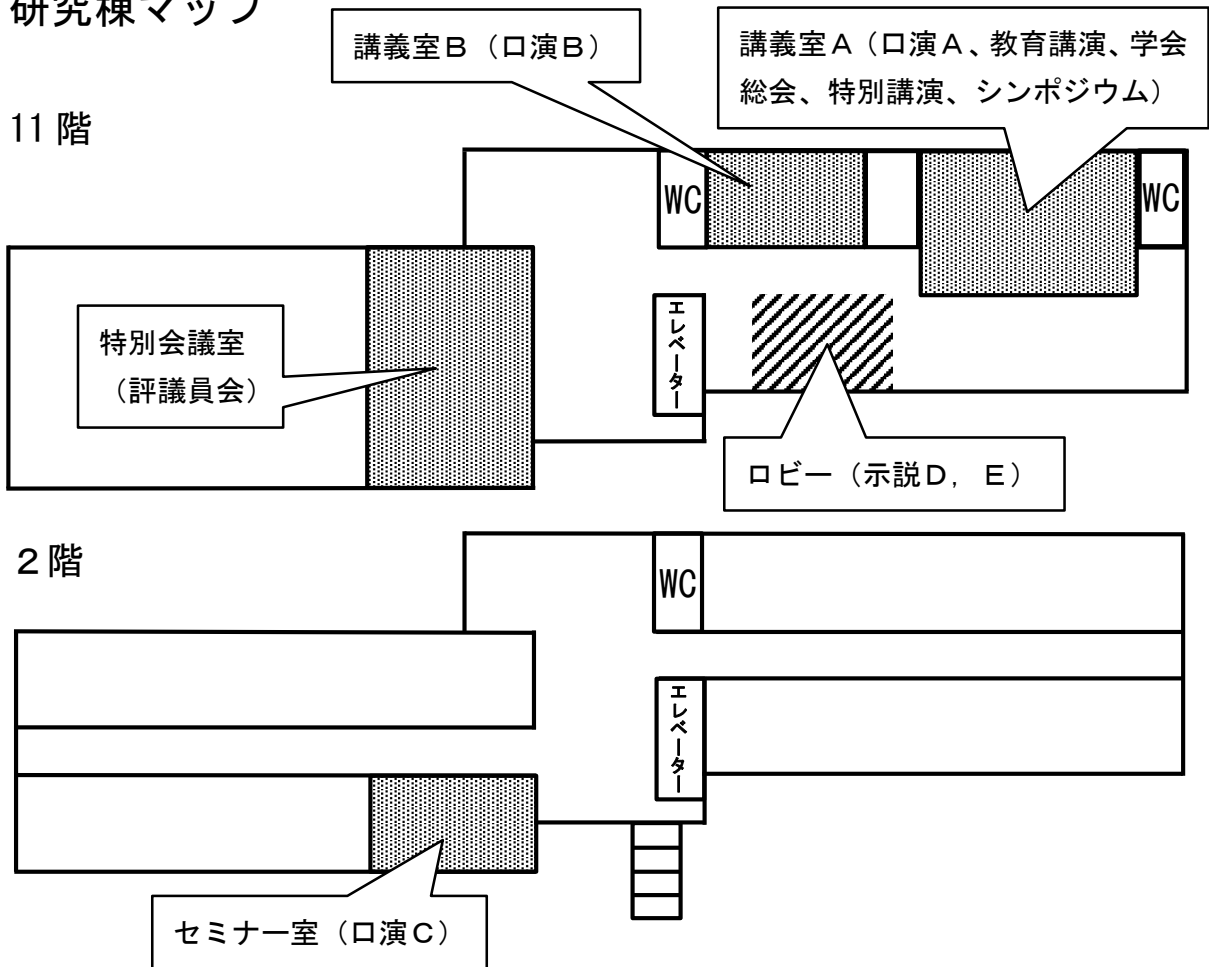 研究棟マップ
講義室B（口演B）
講義室A（口演A、教育講演、学会
総会、特別講演、シンポジウム）
11階
WC
WC
エレベーター
特別会議室
（評議員会）
ロビー（示説D，E）
2階
WC
エレベーター
セミナー室（口演C）